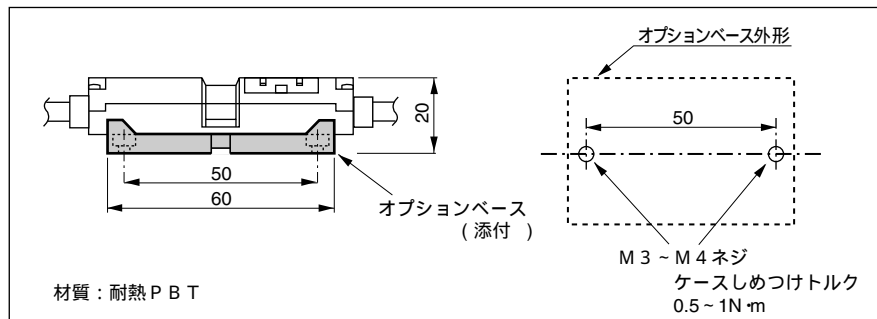 20
50
60
オプションベース
(添付 )
材質：耐熱ＰＢＴ
オプションベース外形
50
Ｍ３~Ｍ４ネジ
ケースしめつけトルク
0.5~1N･m